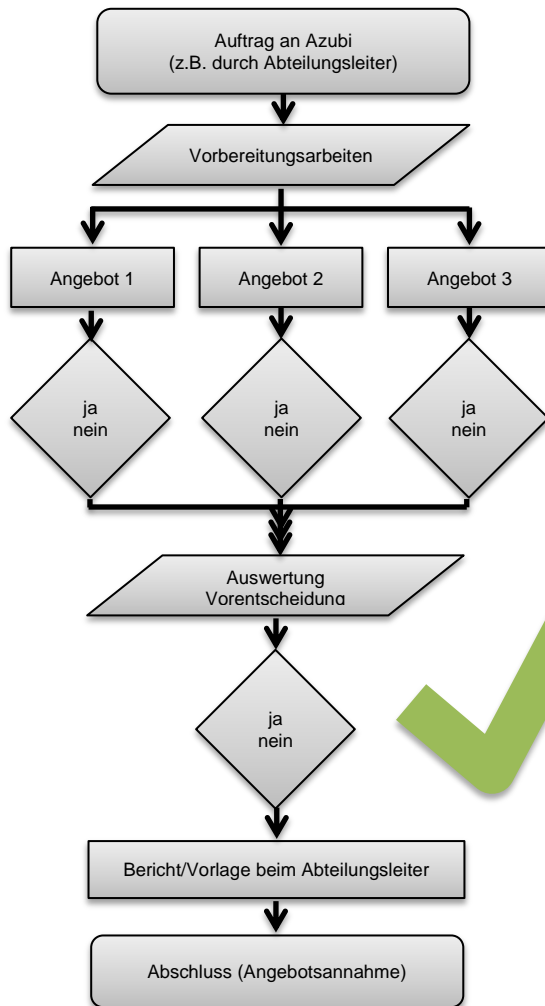 Auftrag an Azubi
(z.B. durch Abteilungsleiter)
Vorbereitungsarbeiten
Angebot 1
Angebot 2
Angebot 3
ja
nein
ja
nein
ja
nein
Auswertung
Vorentscheidung
ja
nein
Bericht/Vorlage beim Abteilungsleiter
Abschluss (Angebotsannahme)